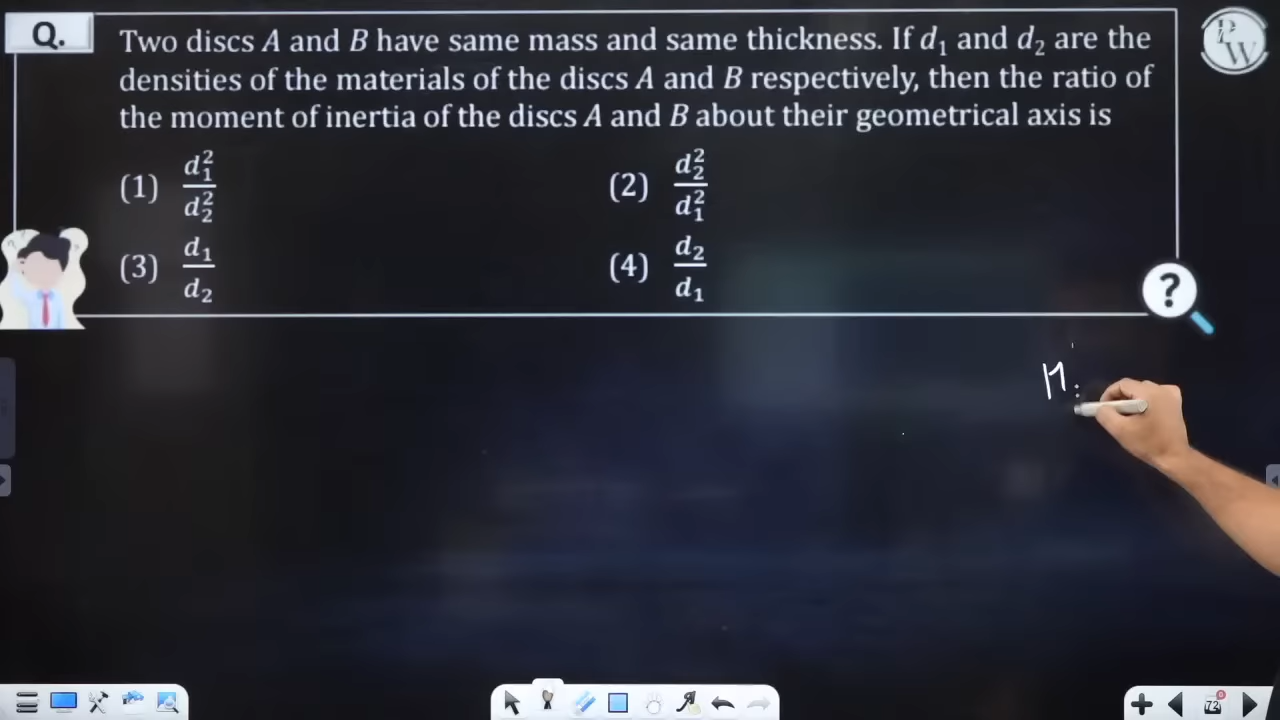 Q.
Two discs A and B have same mass and same thickness. If d₁ and d₂ are the
densities of the materials of the discs A and B respectively, then the ratio of
the moment of inertia of the discs A and B about their geometrical axis is
(1) d₁²/d₂²
(2) d₂²/d₁²
(3) d₁/d₂
(4) d₂/d₁
?
M
72